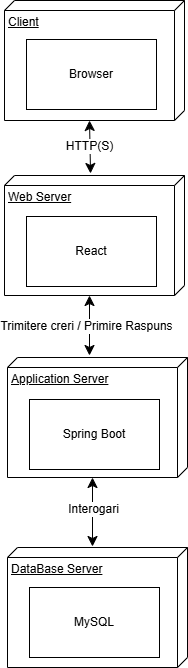 Client
Browser
HTTP(S)
Web Server
React
Trimitere creri / Primire Raspuns
Application Server
Spring Boot
Interogari
DataBase Server
MySQL